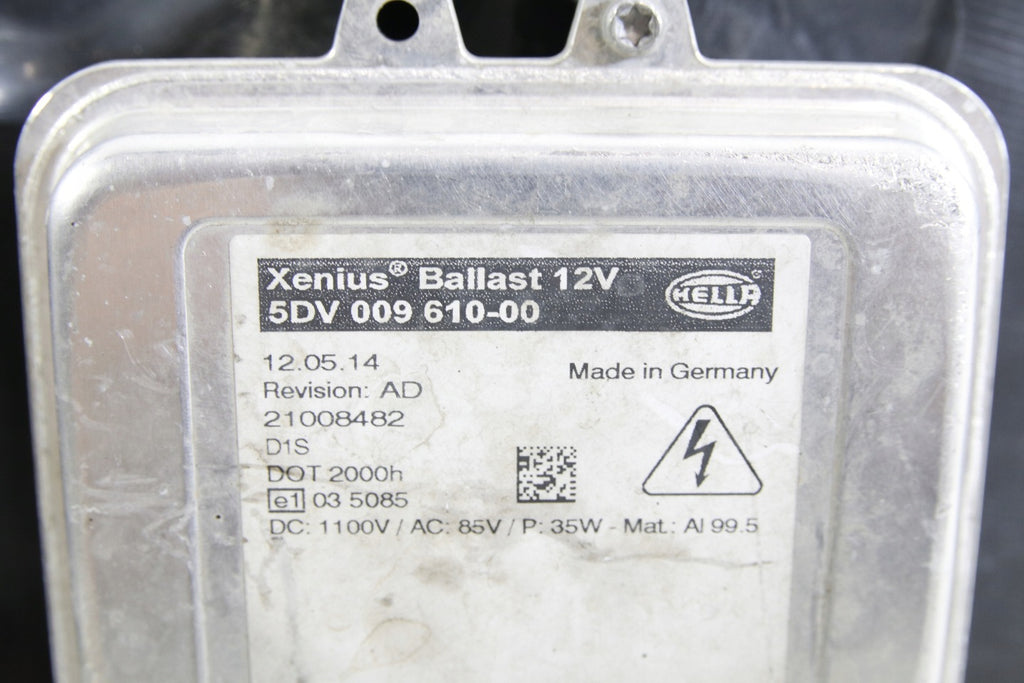 Xenius® Ballast 12V
5DV 009 610-00
HELLA
12.05.14
Made in Germany
Revision: AD
21008482
D1S
DOT 2000h
e1 03 5085
DC: 1100V / AC: 85V / P: 35W - Mat.: Al 99.5